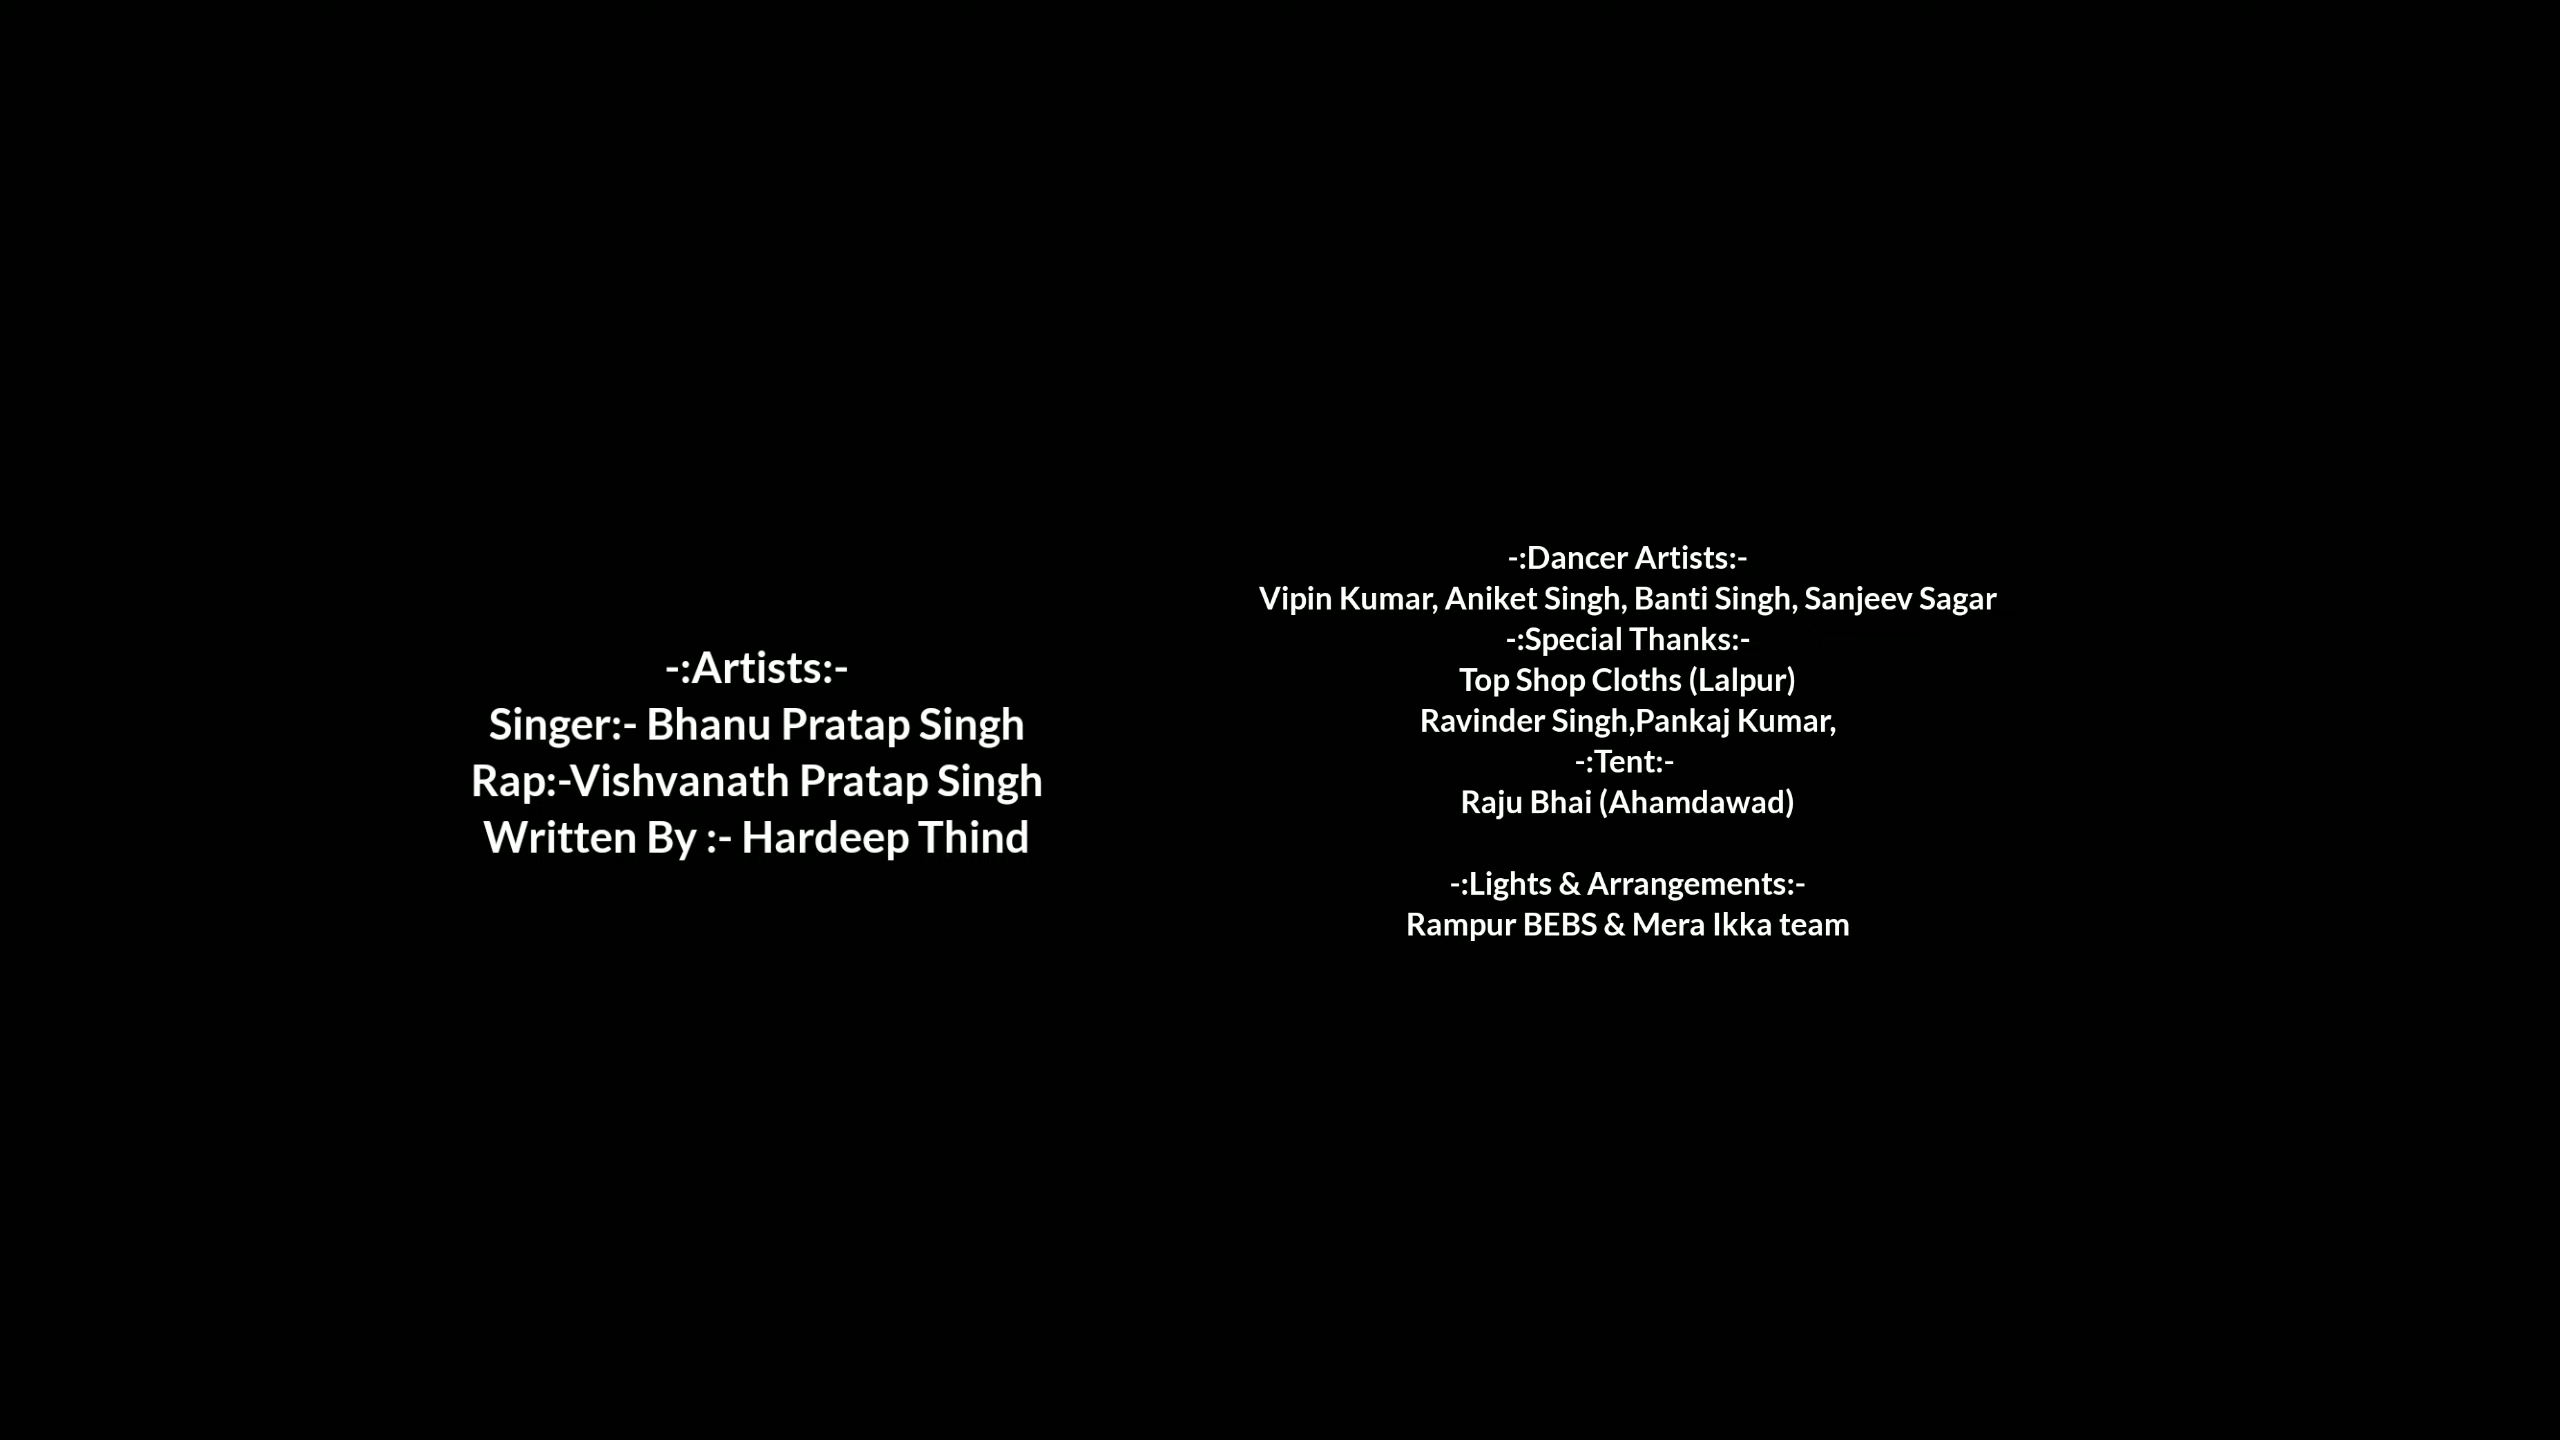 -:Artists:-
Singer:- Bhanu Pratap Singh
Rap:-Vishvanath Pratap Singh
Written By :- Hardeep Thind
-:Dancer Artists:-
Vipin Kumar, Aniket Singh, Banti Singh, Sanjeev Sagar
-:Special Thanks:-
Top Shop Cloths (Lalpur)
Ravinder Singh,Pankaj Kumar,
-:Tent:-
Raju Bhai (Ahamdawad)
-:Lights & Arrangements:-
Rampur BEBS & Mera Ikka team